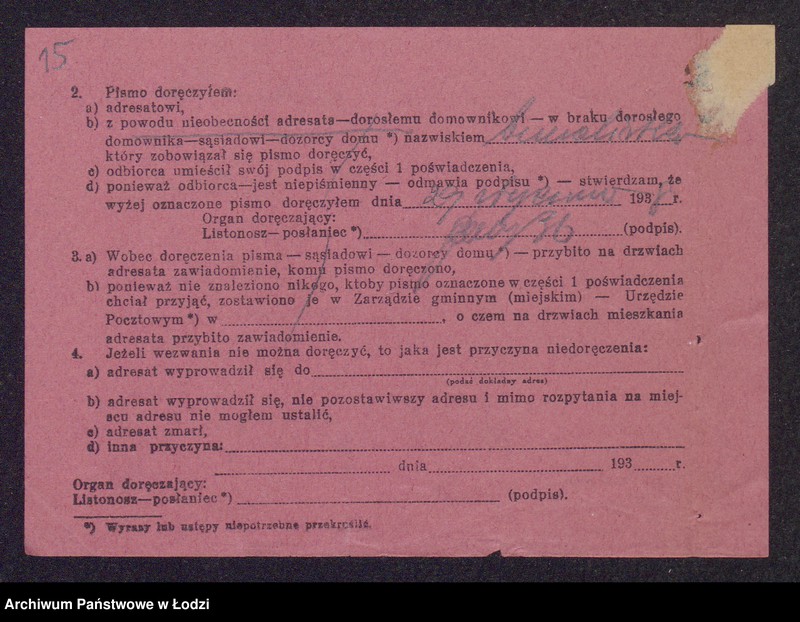 15
2. Pismo doręczyłem:
a) adresatowi,
b) z powodu nieobecności adresata—dorosłemu domownikowi — w braku dorosłego
domownika—sąsiadowi—dozorcy domu *) nazwiskiem
który zobowiązał się pismo doręczyć,
c) odbiorca umieścił swój podpis w części 1 poświadczenia,
d) ponieważ odbiorca—jest niepiśmienny — odmawia podpisu *) — stwierdzam, że
wyżej oznaczone pismo doręczyłem dnia 193 r.
Organ doręczający:
Listonosz—posłaniec *) (podpis).
3. a) Wobec doręczenia pisma — sąsiadowi — dozorcy domu *) — przybito na drzwiach
adresata zawiadomienie, komu pismo doręczono,
b) ponieważ nie znaleziono nikogo, ktoby pismo oznaczone w części 1 poświadczenia
chciał przyjąć, zostawiono je w Zarządzie gminnym (miejskim) — Urzędzie
Pocztowym *) w , o czem na drzwiach mieszkania
adresata przybito zawiadomienie.
4. Jeżeli wezwania nie można doręczyć, to jaka jest przyczyna niedoręczenia:
a) adresat wyprowadził się do
(podać dokładny adres)
b) adresat wyprowadził się, nie pozostawiwszy adresu i mimo rozpytania na miej-
scu adresu nie mogłem ustalić,
c) adresat zmarł,
d) inna przyczyna:
dnia 193 r.
Organ doręczający:
Listonosz—posłaniec *) (podpis).
*) Wyrazy lub ustępy niepotrzebne przekreślić.
Archiwum Państwowe w Łodzi